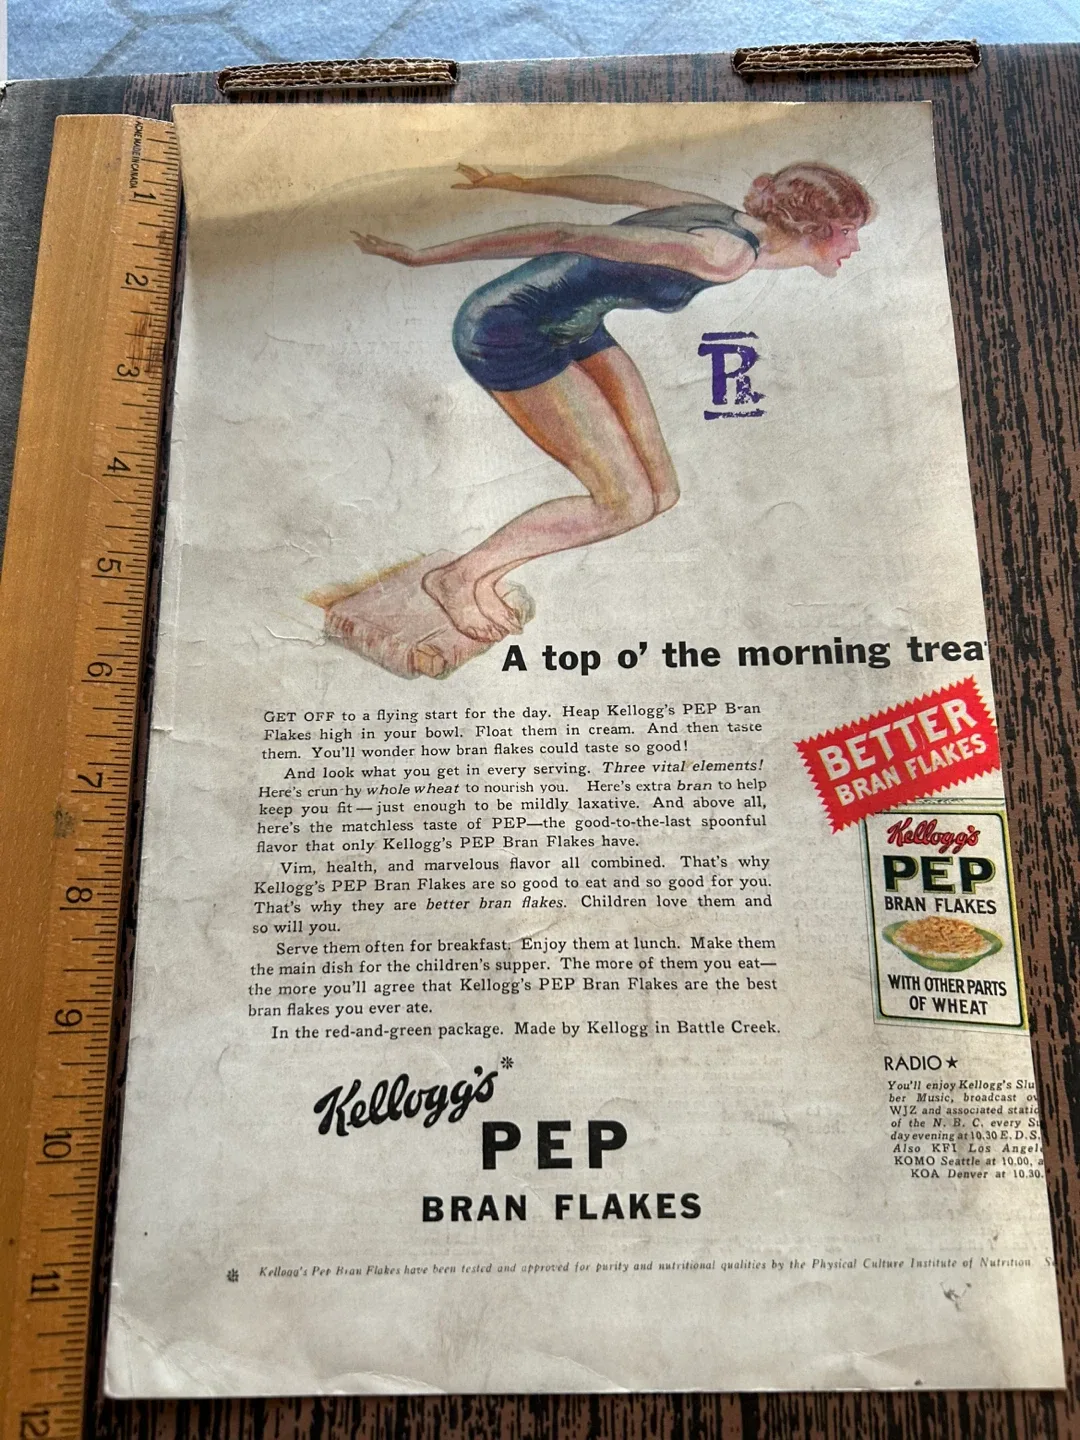 ACME MADE IN CANADA
1
2
3
4
5
6
7
8
9
10
11
12
A top o' the morning trea
GET OFF to a flying start for the day. Heap Kellogg's PEP Bran
Flakes high in your bowl. Float them in cream. And then taste
them. You'll wonder how bran flakes could taste so good!
And look what you get in every serving. Three vital elements!
Here's crunchy whole wheat to nourish you. Here's extra bran to help
keep you fit—just enough to be mildly laxative. And above all,
here's the matchless taste of PEP—the good-to-the-last spoonful
flavor that only Kellogg's PEP Bran Flakes have.
Vim, health, and marvelous flavor all combined. That's why
Kellogg's PEP Bran Flakes are so good to eat and so good for you.
That's why they are better bran flakes. Children love them and
so will you.
Serve them often for breakfast. Enjoy them at lunch. Make them
the main dish for the children's supper. The more of them you eat—
the more you'll agree that Kellogg's PEP Bran Flakes are the best
bran flakes you ever ate.
In the red-and-green package. Made by Kellogg in Battle Creek.
BETTER
BRAN FLAKES
Kellogg's
PEP
BRAN FLAKES
WITH OTHER PARTS
OF WHEAT
RADIO★
You'll enjoy Kellogg's Slu
ber Music, broadcast ov
WJZ and associated statio
of the N. B. C. every Su
day evening at 10.30 E. D. S.
Also KFI Los Angel
KOMO Seattle at 10.00, a
KOA Denver at 10.30.
Kellogg's*
PEP
BRAN FLAKES
* Kellogg's Pep Bran Flakes have been tested and approved for purity and nutritional qualities by the Physical Culture Institute of Nutrition.